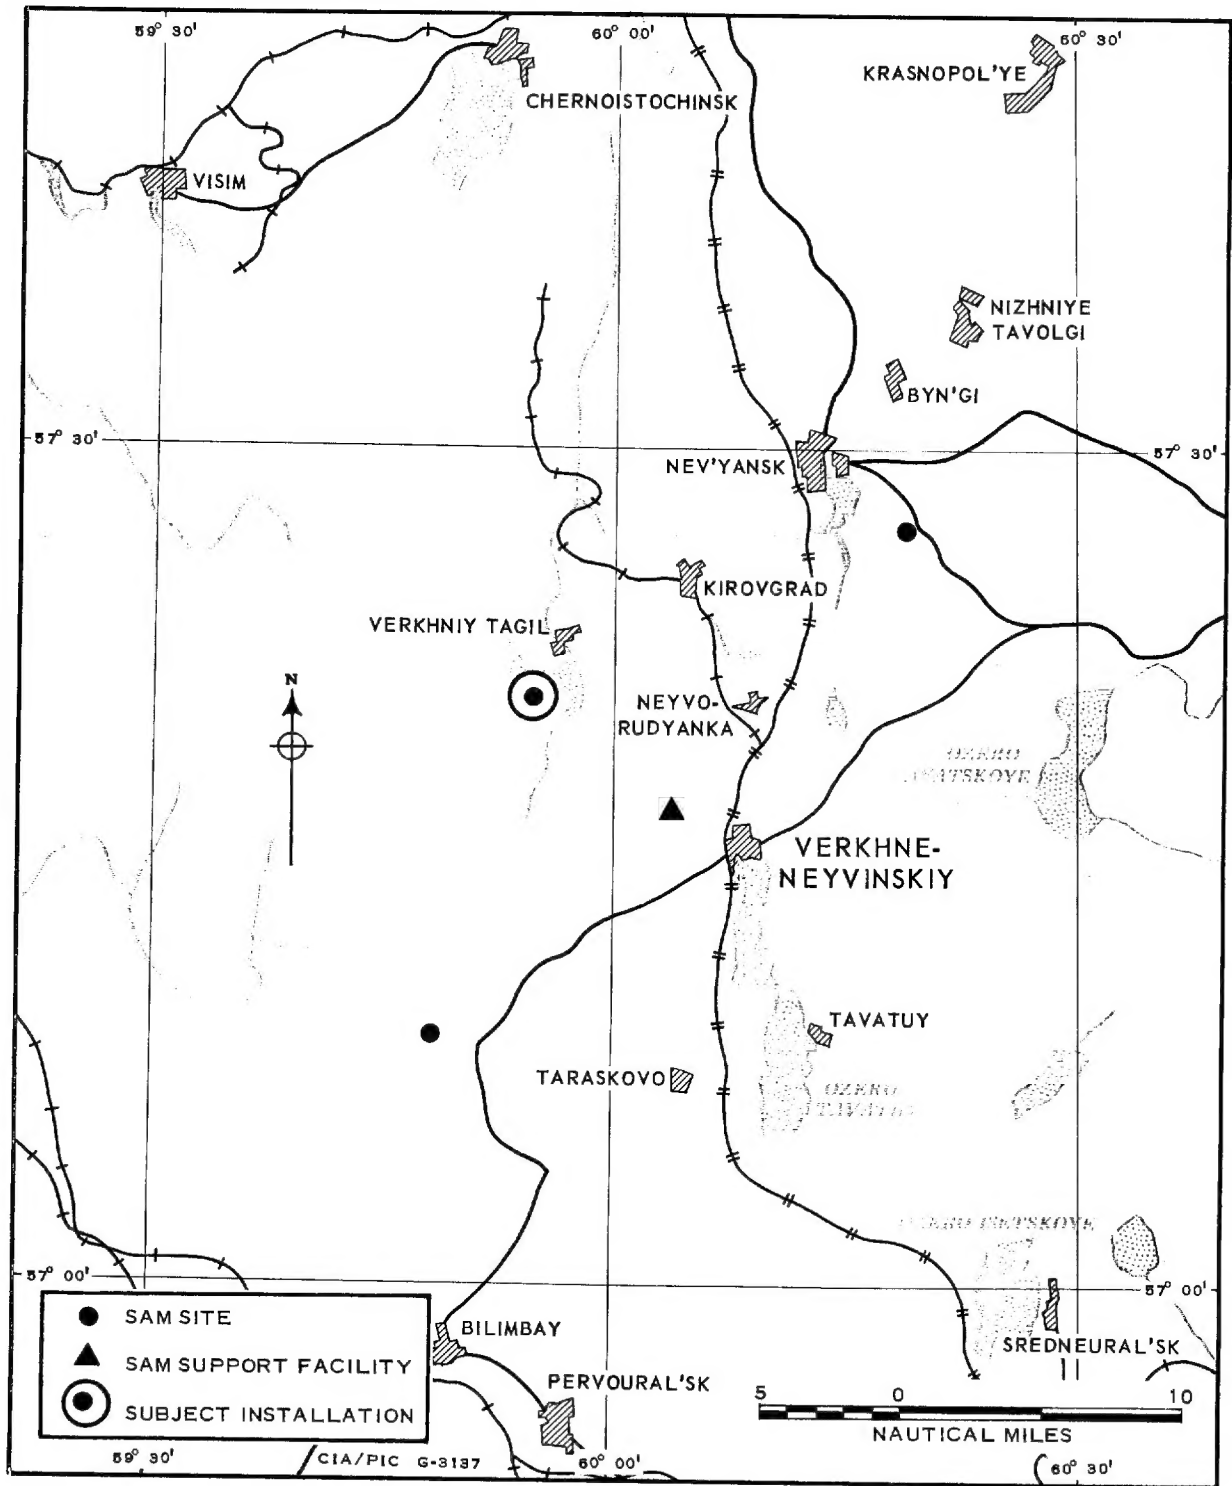 59° 30'
60° 00'
60° 30'
KRASNOPOL'YE
CHERNOISTOCHINSK
VISIM
NIZHNIYE
TAVOLGI
BYN'GI
57° 30'
57° 30'
NEV'YANSK
KIROVGRAD
VERKHNIY TAGIL
N
NEYVO-
RUDYANKA
OZERO
VERKHNE-
NEYVINSKIY
TAVATUY
TARASKOVO
OZERO
OZERO
57° 00'
57° 00'
SAM SITE
SAM SUPPORT FACILITY
SUBJECT INSTALLATION
BILIMBAY
SREDNEURAL'SK
PERVOURAL'SK
5 0 10
NAUTICAL MILES
59° 30'
CIA/PIC G-3137
60° 00'
60° 30'